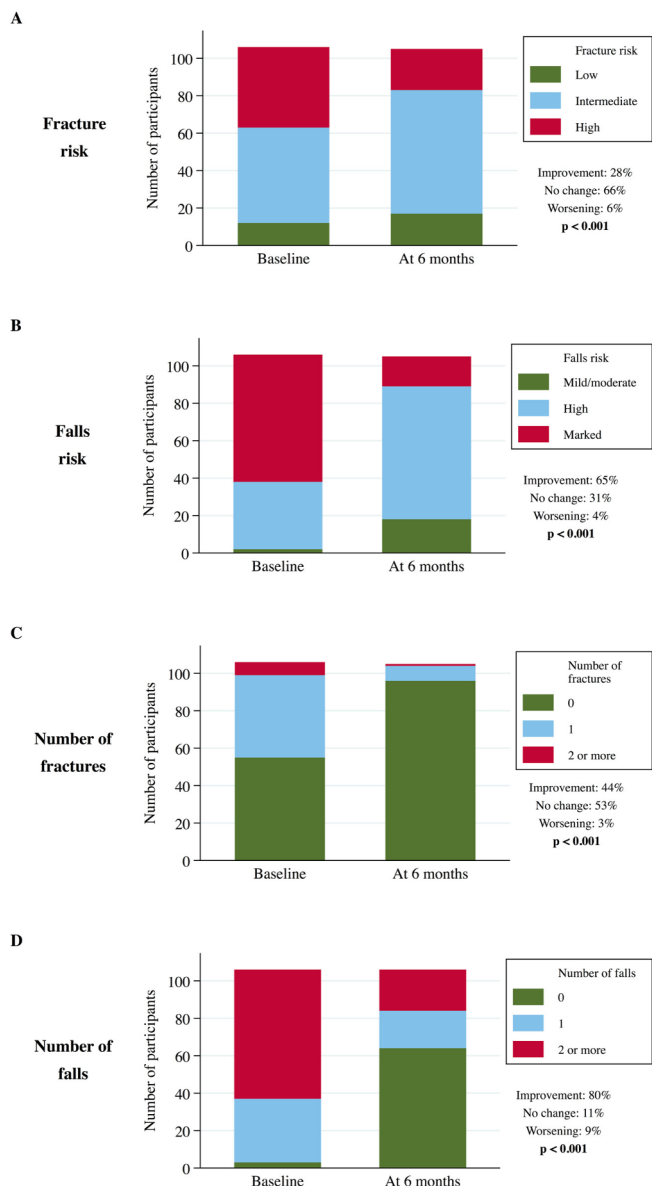 A
Fracture
risk
Number of participants
100
80
60
40
20
0
Baseline
At 6 months
Fracture risk
Low
Intermediate
High
Improvement: 28%
No change: 66%
Worsening: 6%
p < 0.001
B
Falls
risk
Number of participants
100
80
60
40
20
0
Baseline
At 6 months
Falls risk
Mild/moderate
High
Marked
Improvement: 65%
No change: 31%
Worsening: 4%
p < 0.001
C
Number of
fractures
Number of participants
100
80
60
40
20
0
Baseline
At 6 months
Number of
fractures
0
1
2 or more
Improvement: 44%
No change: 53%
Worsening: 3%
p < 0.001
D
Number of
falls
Number of participants
100
80
60
40
20
0
Baseline
At 6 months
Number of falls
0
1
2 or more
Improvement: 80%
No change: 11%
Worsening: 9%
p < 0.001